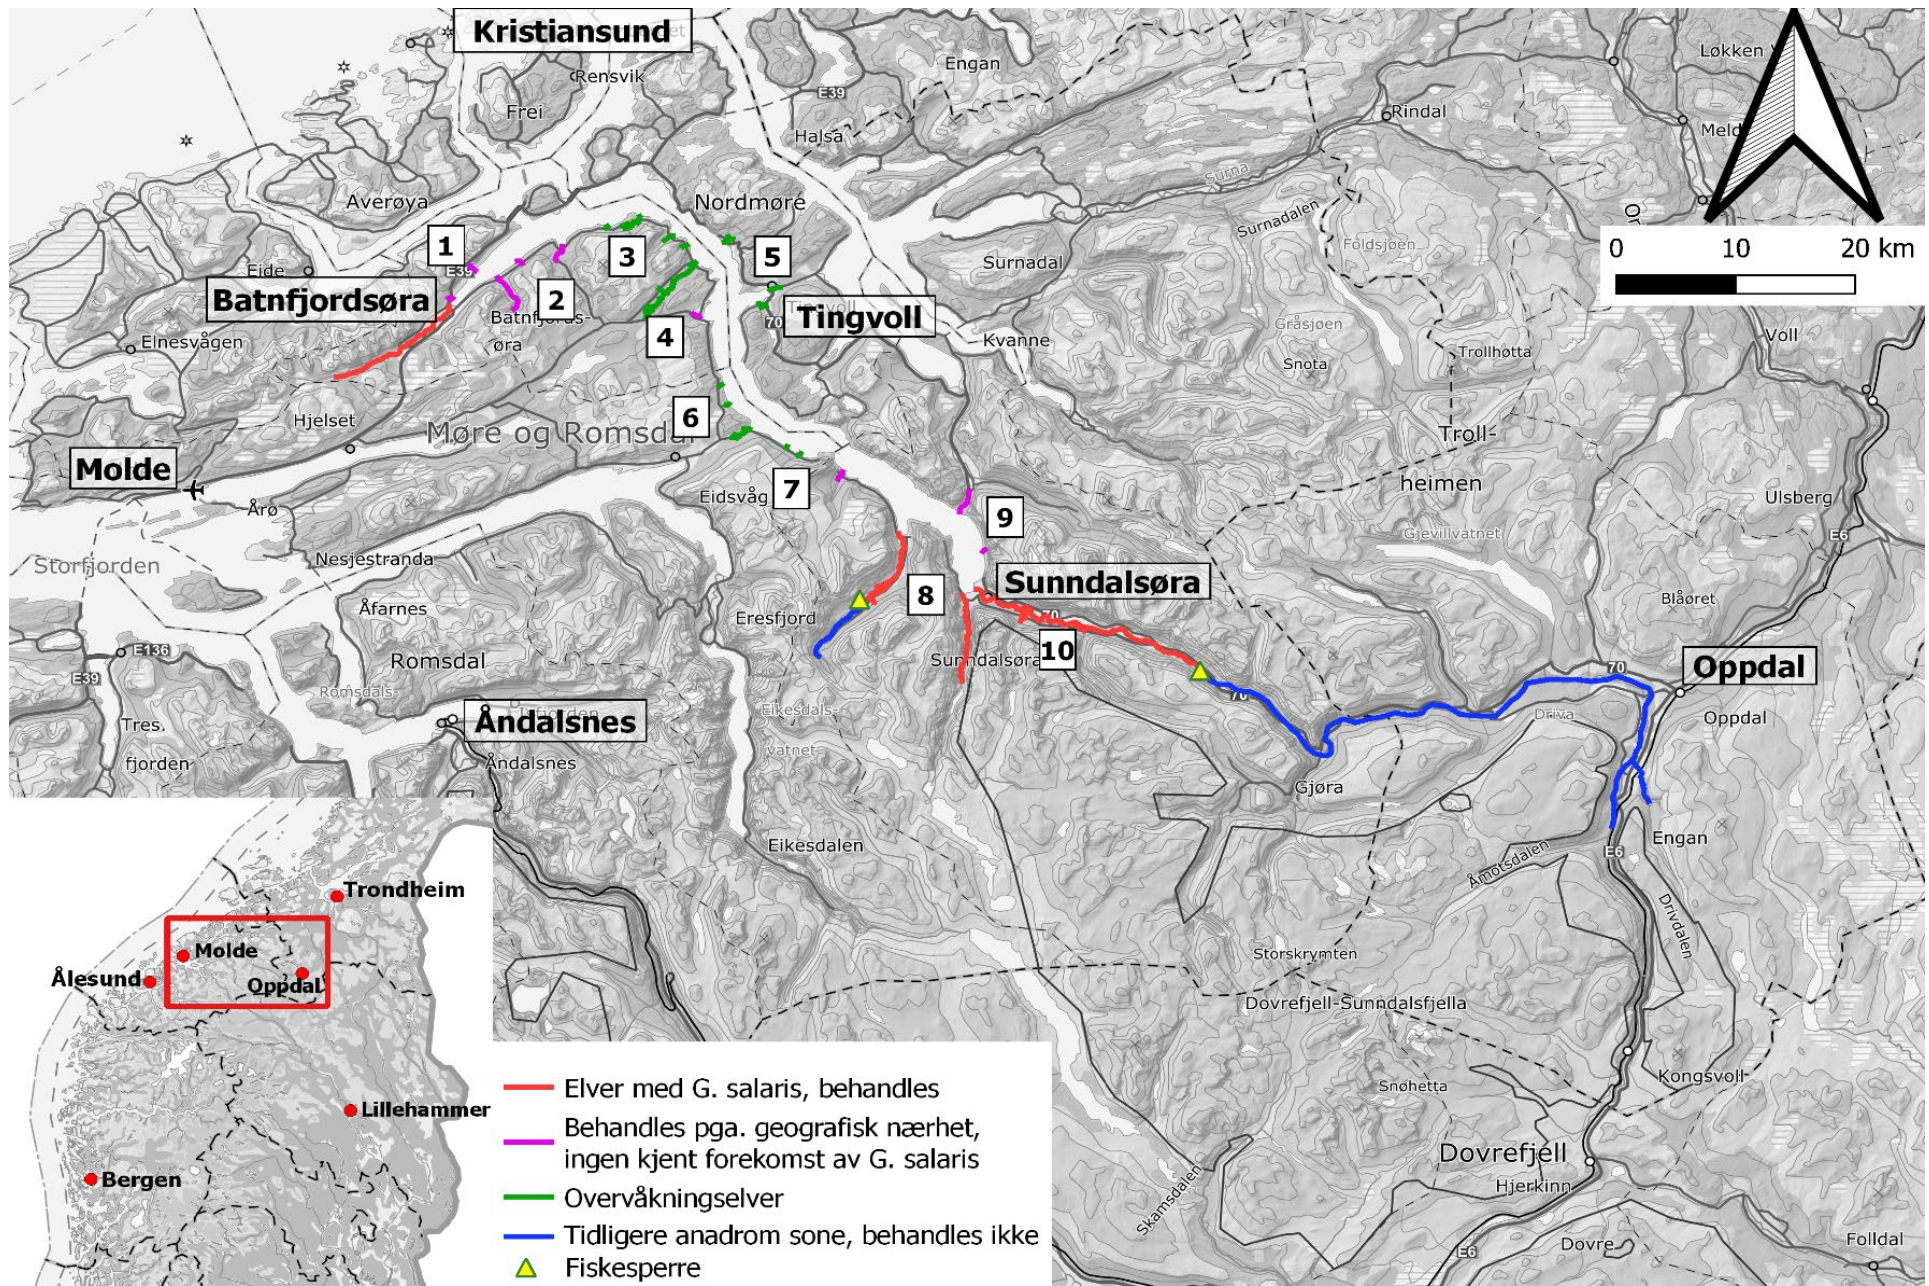 Kristiansund
Rensvik
Frei
Engan
E39
Halsa
Løkken
Rindal
Meld
Averøya
Nordmøre
Surna
Surnadalen
Foldsjøen
0 10 20 km
1
3
5
Eide
E39
Surnadal
Batnfjordsøra
2
Batnfjords-
øra
Tingvoll
Tingvoll
70
4
Elnesvågen
Kvanne
Gråsjøen
Snota
Trollhøtta
Voll
Hjelset
6
Møre og Romsdal
Troll-
heimen
Molde
Årø
Eidsvåg
7
Ulsberg
9
E6
Gjevillvatnet
Storfjorden
Nesjestranda
Sunndalsøra
Åfarnes
Eresfjord
8
70
Blåøret
E136
E39
Romsdal
Sunndalsøra
10
Oppdal
70
70
Romsdals-
Eikesdals-
vatnet
Driva
Oppdal
Tres.
fjorden
Åndalsnes
Åndalsnes
Gjøra
Eikesdalen
Engan
E6
Åmotsdalen
Drivdalen
Trondheim
Molde
Ålesund
Oppdal
Lillehammer
Bergen
Storskrymten
Dovrefjell-Sunndalsfjella
Snøhetta
Kongsvoll
Dovrefjell
Hjerkinn
Skamsdalen
E6
Dovre
Folldal
Elver med G. salaris, behandles
Behandles pga. geografisk nærhet,
ingen kjent forekomst av G. salaris
Overvåkningselver
Tidligere anadrom sone, behandles ikke
Fiskesperre